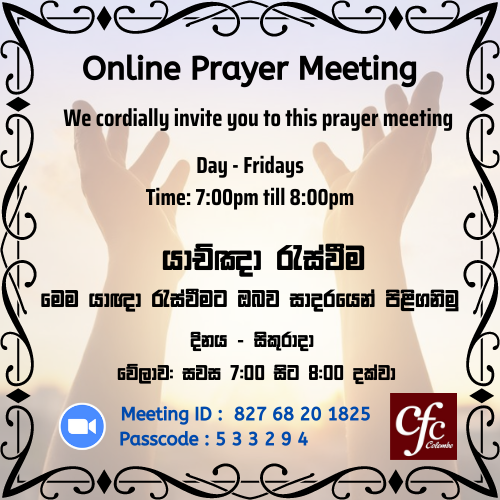 Online Prayer Meeting
We cordially invite you to this prayer meeting
Day - Fridays
Time: 7:00pm till 8:00pm
යාච්ඤා රැස්වීම
මෙම යාඥා රැස්වීමට ඔබව සාදරයෙන් පිළිගනිමු
දිනය - සිකුරාදා
වේලාව: සවස 7:00 සිට 8:00 දක්වා
Meeting ID : 827 68 20 1825
Passcode : 5 3 3 2 9 4
cfc
Colombo